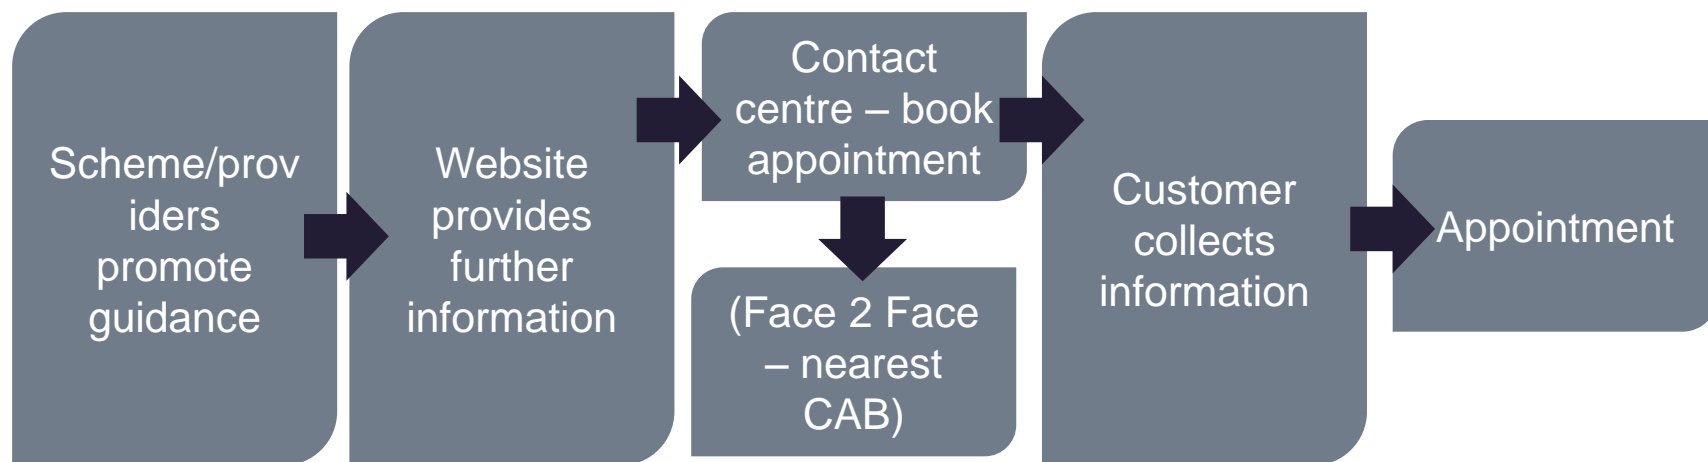 Scheme/prov
iders
promote
guidance
Website
provides
further
information
Contact
centre – book
appointment
(Face 2 Face
– nearest
CAB)
Customer
collects
information
Appointment